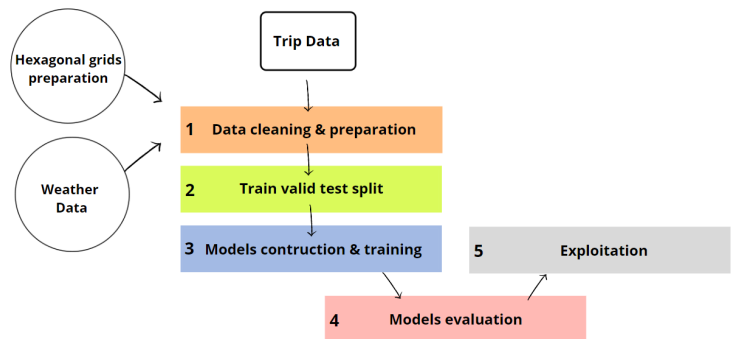 Trip Data
Hexagonal grids
preparation
1 Data cleaning & preparation
Weather
Data
2 Train valid test split
3 Models contruction & training
5 Exploitation
4 Models evaluation